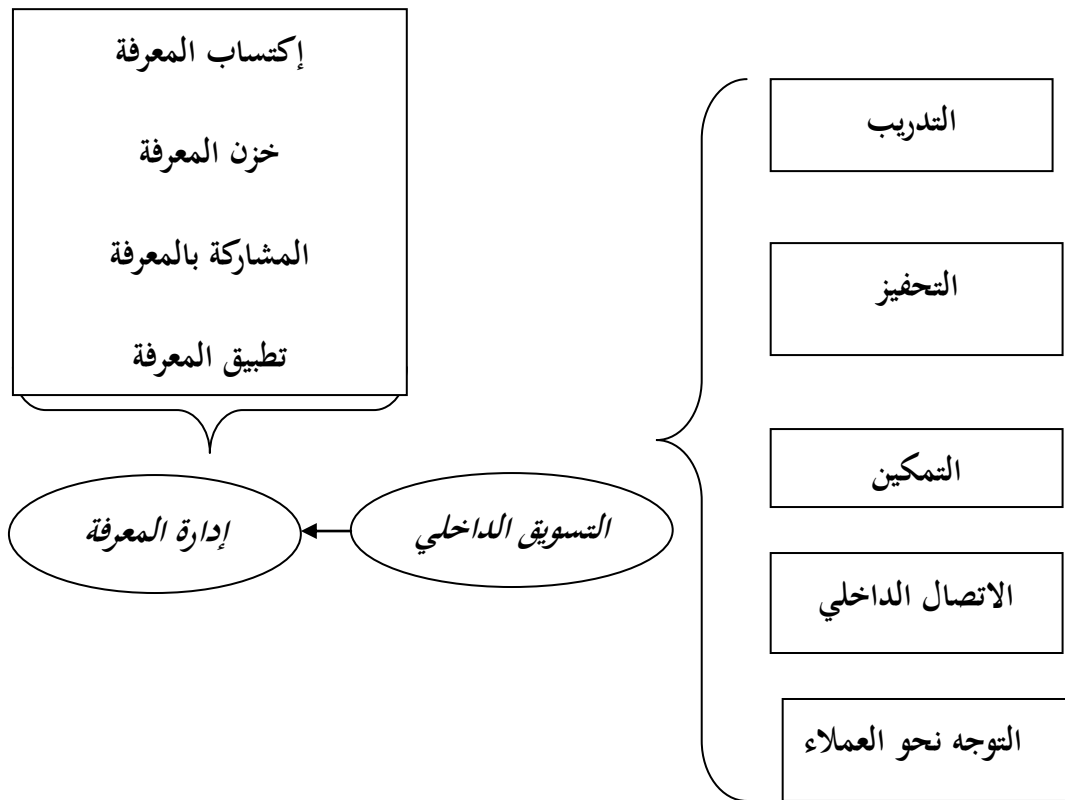 التدريب
التحفيز
التمكين
الاتصال الداخلي
التوجه نحو العملاء
التسويق الداخلي
إدارة المعرفة
إكتساب المعرفة
خزن المعرفة
المشاركة بالمعرفة
تطبيق المعرفة